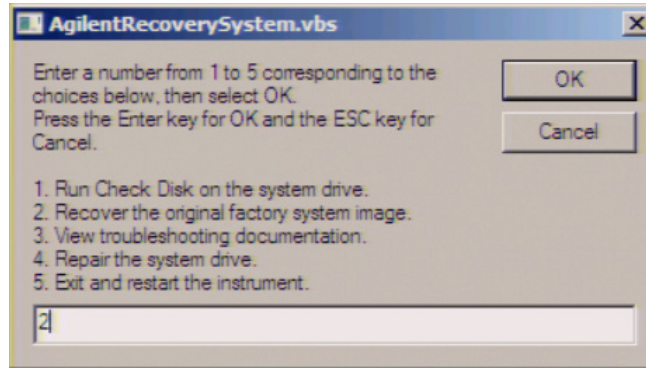 AgilentRecoverySystem.vbs
Enter a number from 1 to 5 corresponding to the
choices below, then select OK.
Press the Enter key for OK and the ESC key for
Cancel.
OK
Cancel
1. Run Check Disk on the system drive.
2. Recover the original factory system image.
3. View troubleshooting documentation.
4. Repair the system drive.
5. Exit and restart the instrument.
2